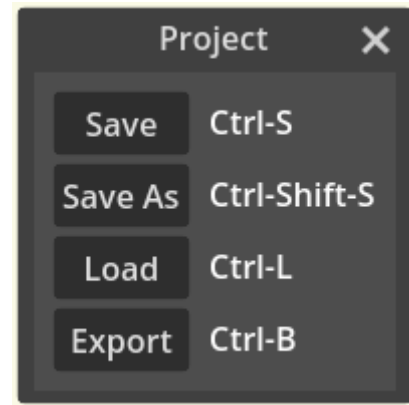 Project
Save Ctrl-S
Save As Ctrl-Shift-S
Load Ctrl-L
Export Ctrl-B